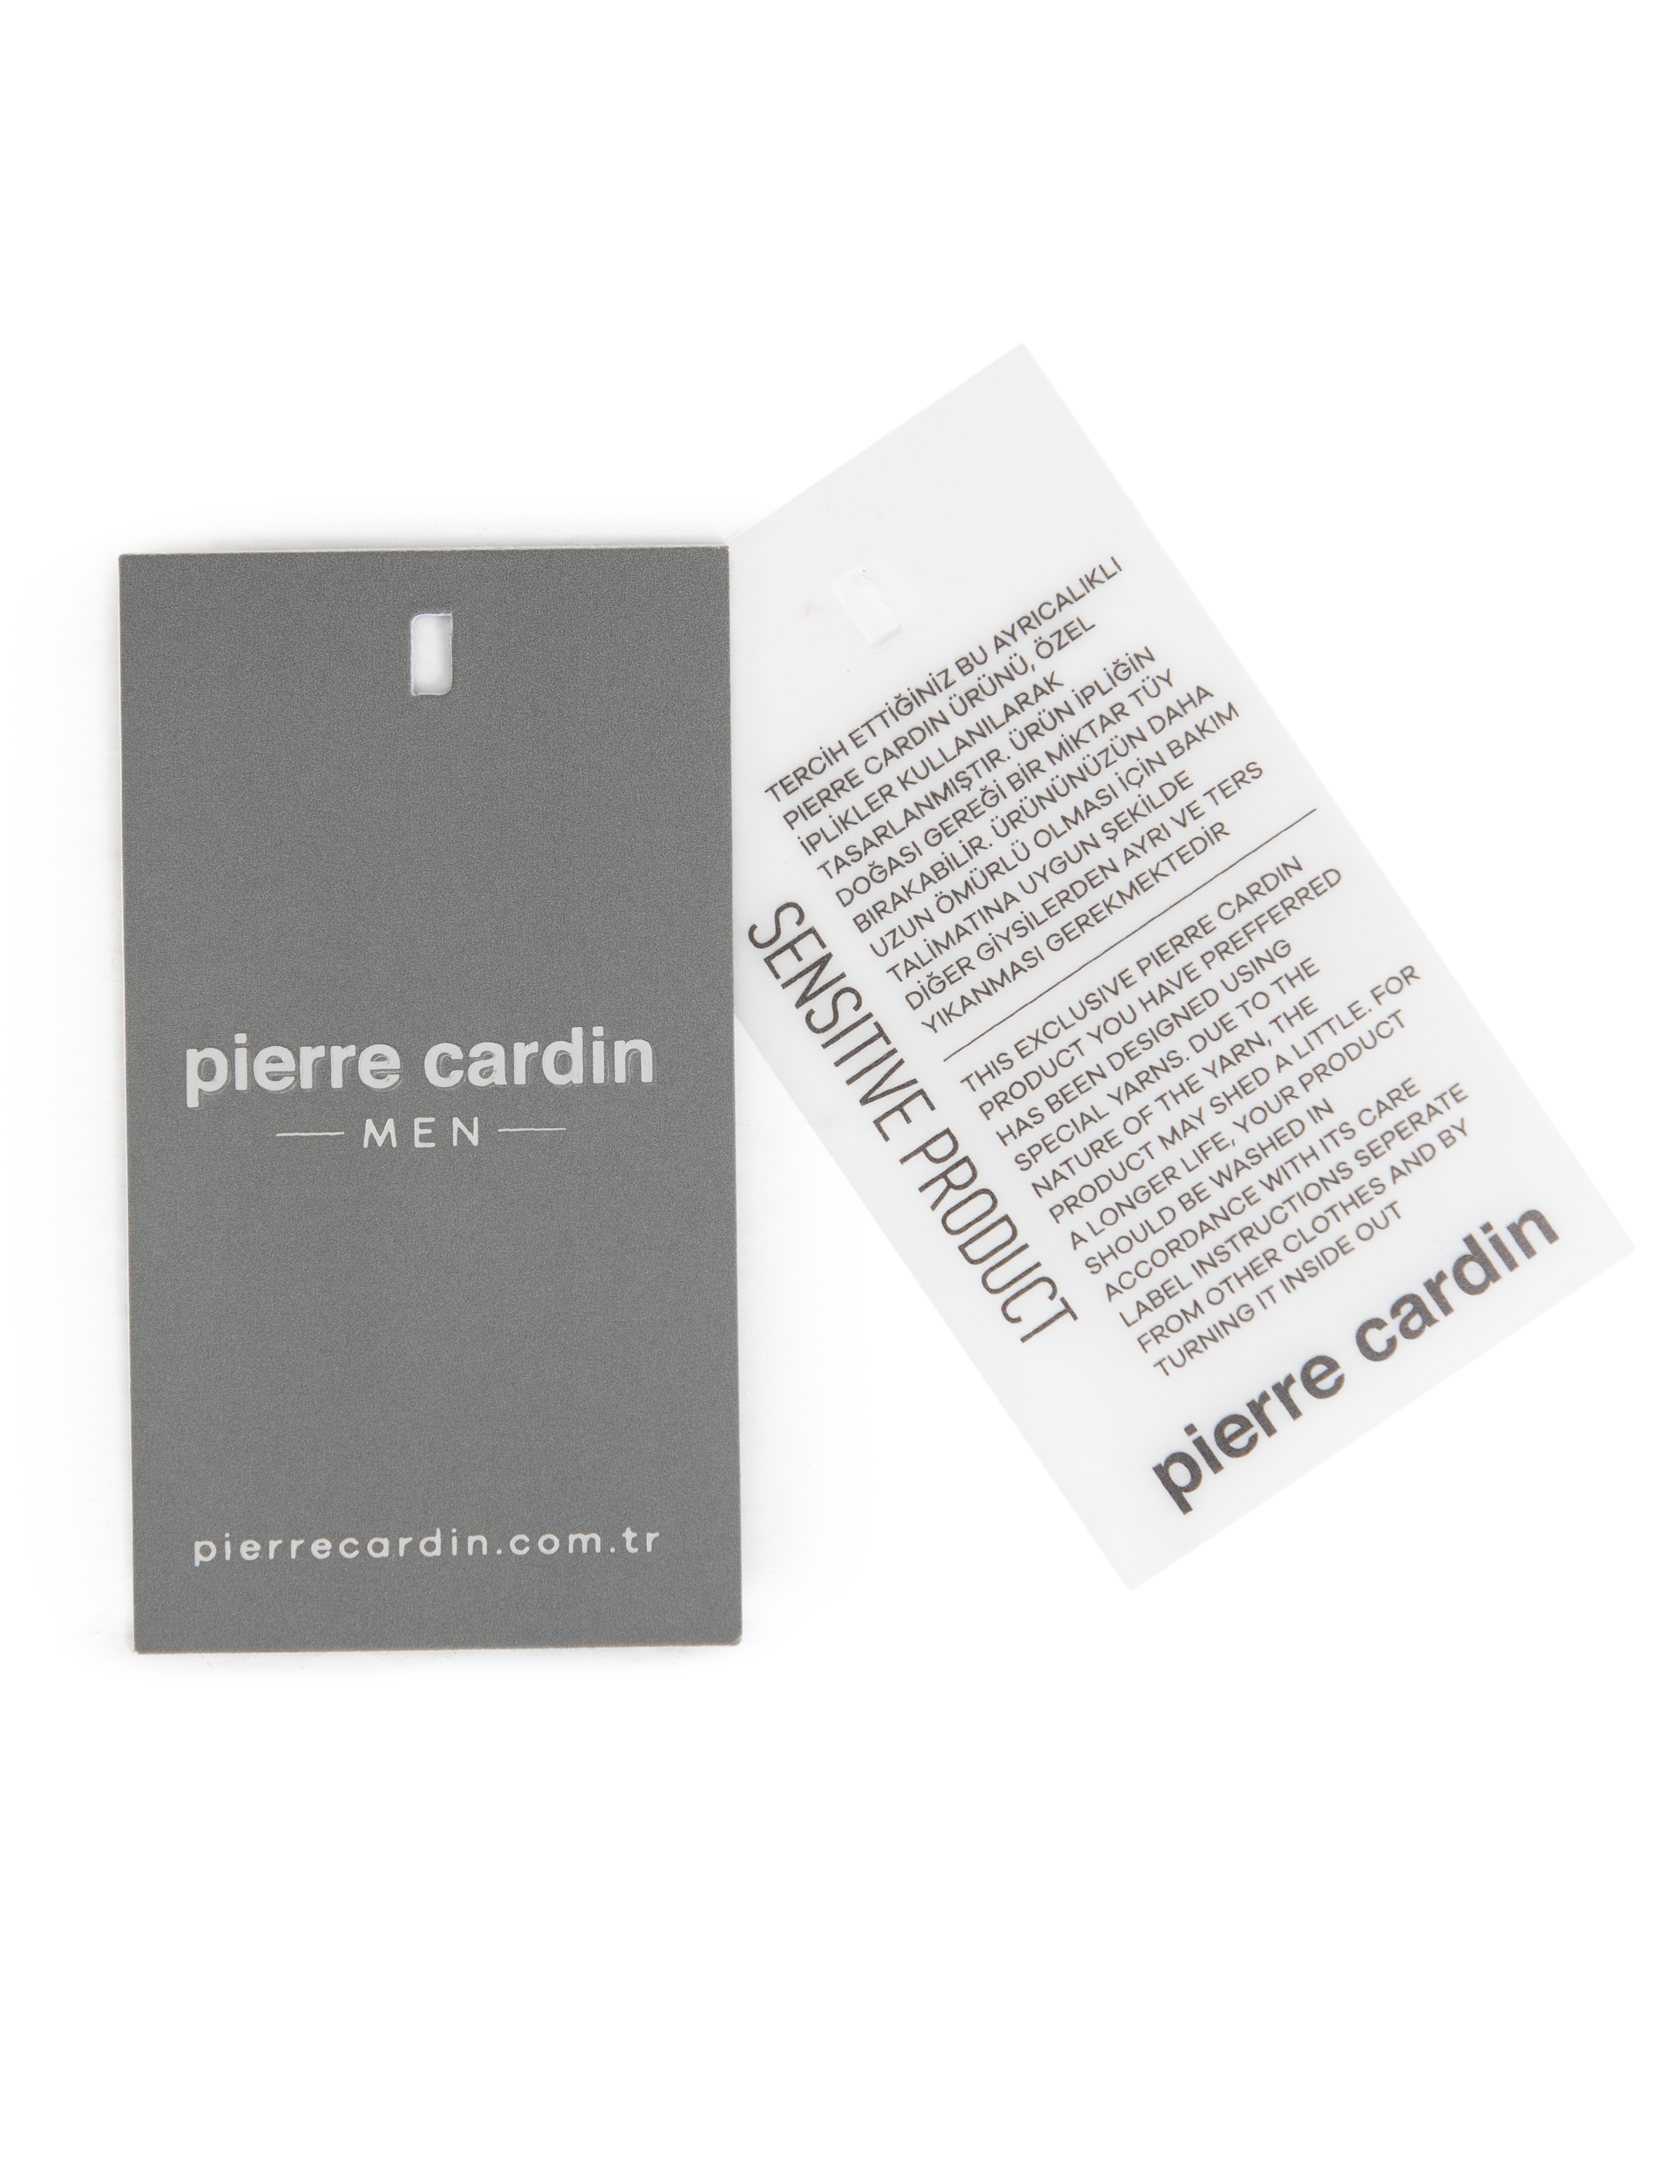 pierre cardin
MEN
pierrecardin.com.tr
SENSITIVE PRODUCT
TERCİH ETTİĞİNİZ BU AYRICALIKLI
PIERRE CARDIN ÜRÜNÜ, ÖZEL
İPLİKLER KULLANILARAK
TASARLANMIŞTIR. ÜRÜN İPLİĞİN
DOĞASI GEREĞİ BİR MİKTAR TÜY
BIRAKABİLİR. ÜRÜNÜNÜZÜN DAHA
UZUN ÖMÜRLÜ OLMASI İÇİN BAKIM
TALİMATINA UYGUN ŞEKİLDE
DİĞER GİYSİLERDEN AYRI VE TERS
YIKANMASI GEREKMEKTEDİR
THIS EXCLUSIVE PIERRE CARDIN
PRODUCT YOU HAVE PREFFERRED
HAS BEEN DESIGNED USING
SPECIAL YARNS. DUE TO THE
NATURE OF THE YARN, THE
PRODUCT MAY SHED A LITTLE. FOR
A LONGER LIFE, YOUR PRODUCT
SHOULD BE WASHED IN
ACCORDANCE WITH ITS CARE
LABEL INSTRUCTIONS SEPERATE
FROM OTHER CLOTHES AND BY
TURNING IT INSIDE OUT
pierre cardin